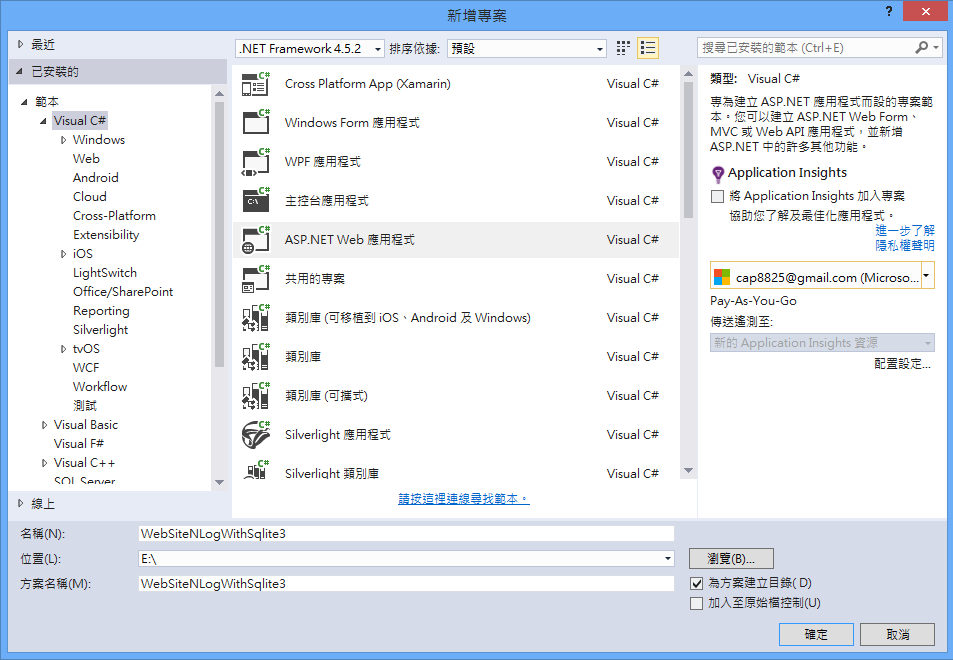 新增專案
?
最近
.NET Framework 4.5.2
排序依據:
預設
搜尋已安裝的範本 (Ctrl+E)
已安裝的
範本
Visual C#
Windows
Web
Android
Cloud
Cross-Platform
Extensibility
iOS
LightSwitch
Office/SharePoint
Reporting
Silverlight
tvOS
WCF
Workflow
測試
Visual Basic
Visual F#
Visual C++
SQL Server
線上
Cross Platform App (Xamarin) Visual C#
Windows Form 應用程式 Visual C#
WPF 應用程式 Visual C#
主控台應用程式 Visual C#
ASP.NET Web 應用程式 Visual C#
共用的專案 Visual C#
類別庫 (可移植到 iOS、Android 及 Windows) Visual C#
類別庫 Visual C#
類別庫 (可攜式) Visual C#
Silverlight 應用程式 Visual C#
Silverlight 類別庫 Visual C#
請按這裡連線尋找範本。
類型: Visual C#
專為建立 ASP.NET 應用程式而設的專案範
本。您可以建立 ASP.NET Web Form、
MVC 或 Web API 應用程式，並新增
ASP.NET 中的許多其他功能。
Application Insights
將 Application Insights 加入專案
協助您了解及最佳化應用程式。
進一步了解
隱私權聲明
cap8825@gmail.com (Microso...
Pay-As-You-Go
傳送遙測至:
新的 Application Insights 資源
配置設定...
名稱(N): WebSiteNLogWithSqlite3
位置(L): E:\
瀏覽(B)...
方案名稱(M): WebSiteNLogWithSqlite3
為方案建立目錄( D)
加入至原始檔控制(U)
確定
取消